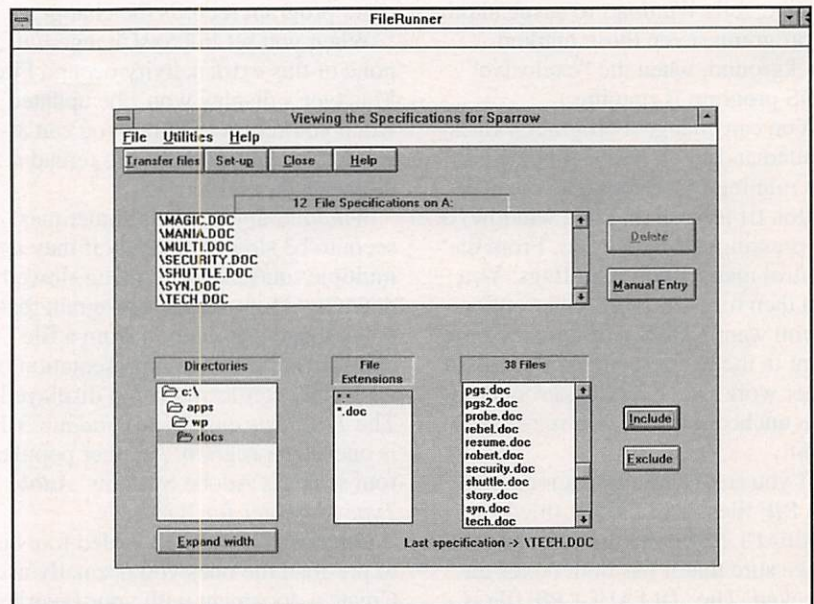 FileRunner
Viewing the Specifications for Sparrow
File Utilities Help
Transfer files Set-up Close Help
12 File Specifications on A:
\MAGIC.DOC
\MANIA.DOC
\MULTI.DOC
\SECURITY.DOC
\SHUTTLE.DOC
\SYN.DOC
\TECH.DOC
Delete
Manual Entry
Directories
c:\
apps
wp
docs
Expand width
File
Extensions
*.*
*.doc
38 Files
pgs.doc
pgs2.doc
probe.doc
rebel.doc
resume.doc
robert.doc
security.doc
shuttle.doc
story.doc
syn.doc
tech.doc
Include
Exclude
Last specification -> \TECH.DOC